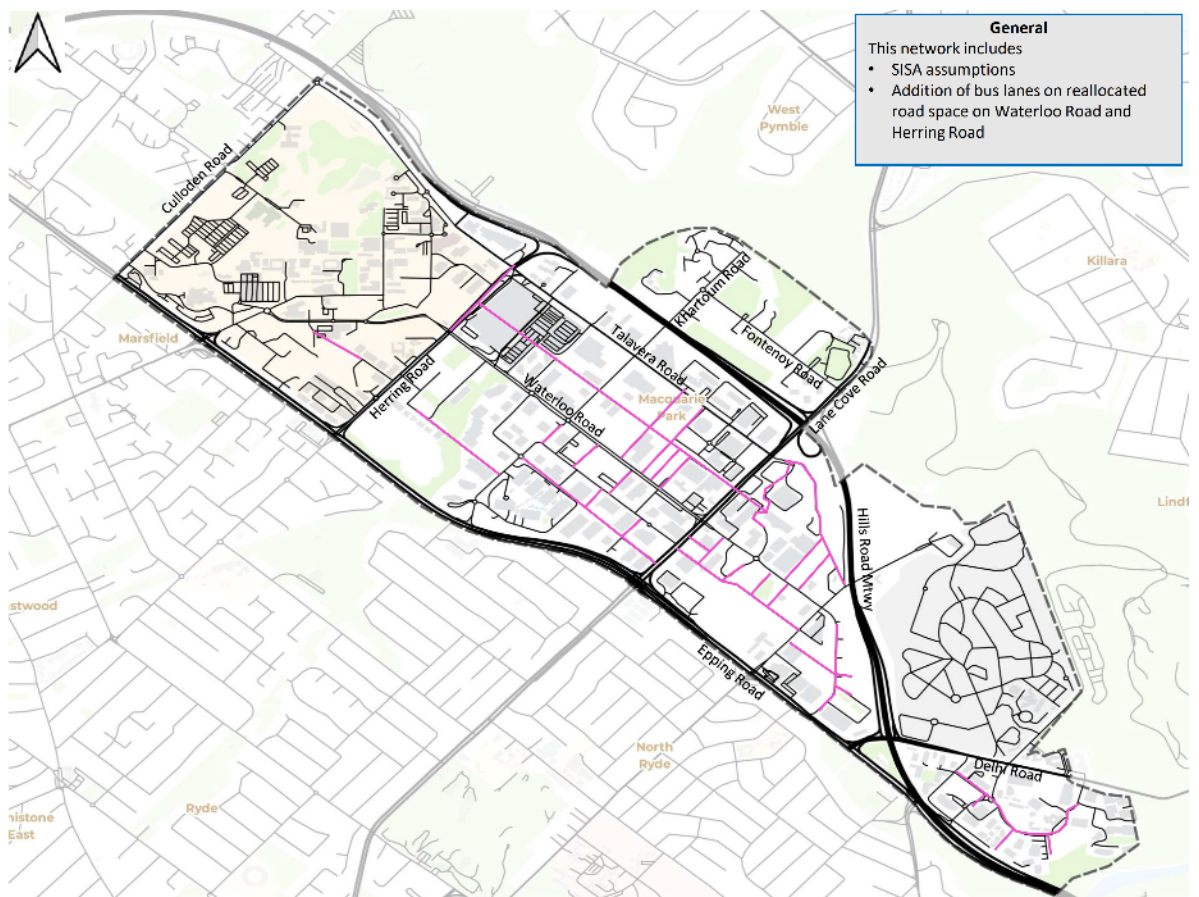 General
This network includes
• SISA assumptions
• Addition of bus lanes on reallocated
road space on Waterloo Road and
Herring Road
West
Pymble
Culloden Road
Killara
Khartoum Road
Marsfield
Talavera Road
Fontenoy Road
Herring Road
Waterloo Road
Macquarie
Park
Lane Cove Road
Lindf
Hills Road Mtwy
stwood
Epping Road
North
Ryde
Delhi Road
Ryde
nistone
East